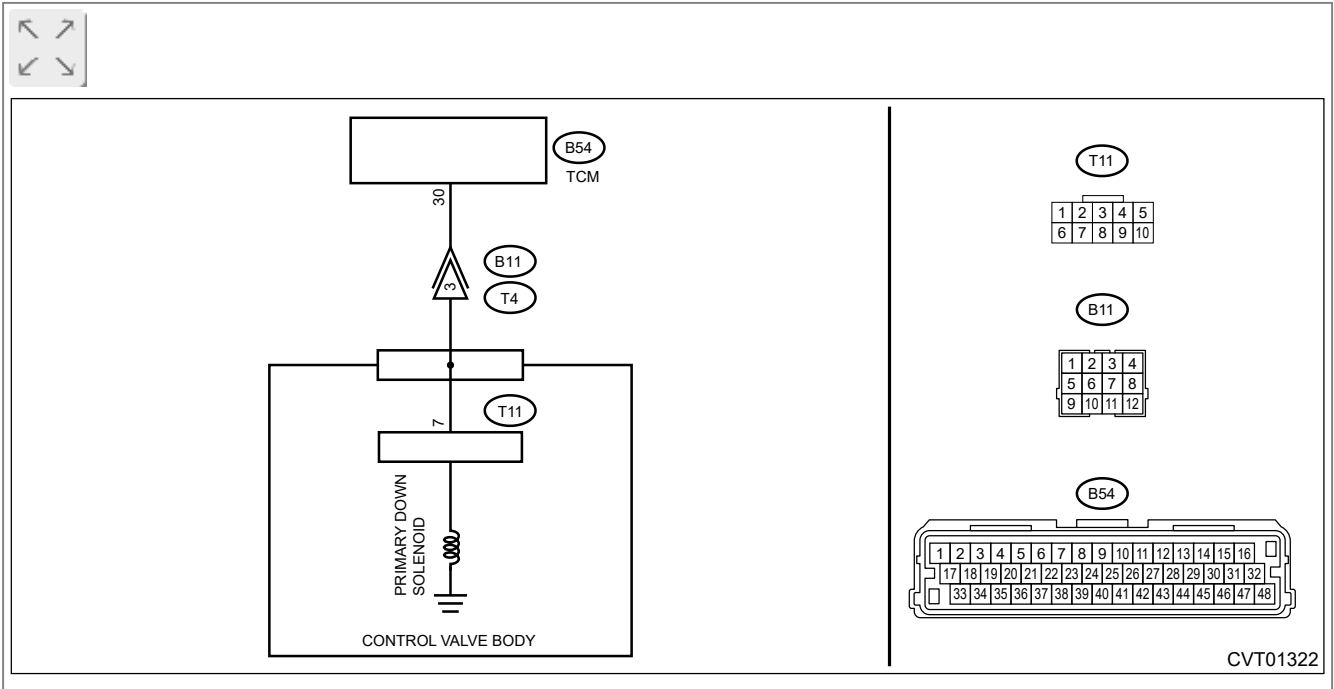 B54
TCM
30
B11
3
T4
T11
7
PRIMARY DOWN
SOLENOID
CONTROL VALVE BODY
T11
1 2 3 4 5
6 7 8 9 10
B11
1 2 3 4
5 6 7 8
9 10 11 12
B54
1 2 3 4 5 6 7 8 9 10 11 12 13 14 15 16
17 18 19 20 21 22 23 24 25 26 27 28 29 30 31 32
33 34 35 36 37 38 39 40 41 42 43 44 45 46 47 48
CVT01322